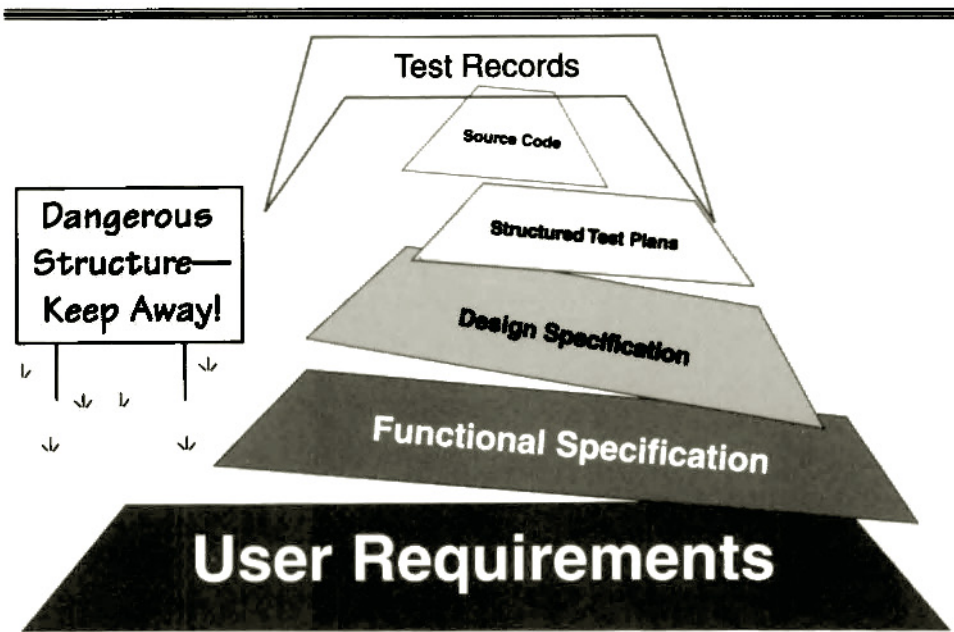 Test Records
Source Code
Structured Test Plans
Dangerous
Structure—
Keep Away!
Design Specification
Functional Specification
User Requirements